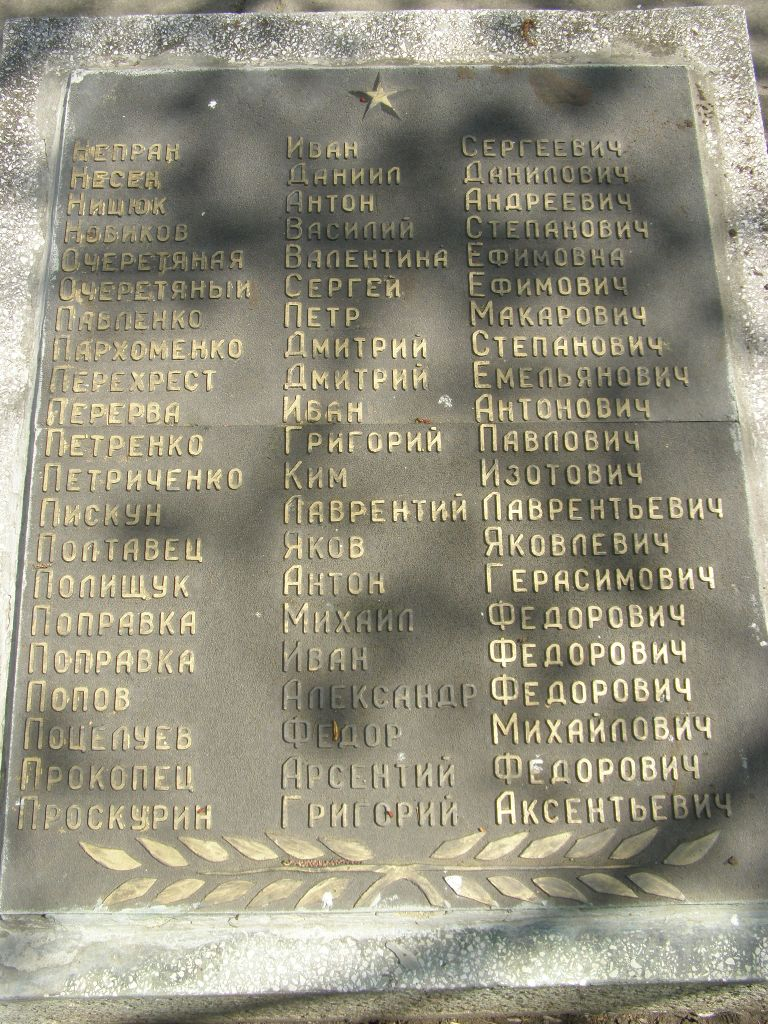 Непран Иван Сергеевич
Несен Даниил Данилович
Ницюк Антон Андреевич
Новиков Василий Степанович
Очеретяная Валентина Ефимовна
Очеретяный Сергей Ефимович
Павленко Петр Макарович
Пархоменко Дмитрий Степанович
Перехрест Дмитрий Емельянович
Перерва Иван Антонович
Петренко Григорий Павлович
Петриченко Ким Изотович
Пискун Лаврентий Лаврентьевич
Полтавец Яков Яковлевич
Полищук Антон Герасимович
Поправка Михаил Федорович
Поправка Иван Федорович
Попов Александр Федорович
Поцелуев Федор Михайлович
Прокопец Арсентий Федорович
Проскурин Григорий Аксентьевич